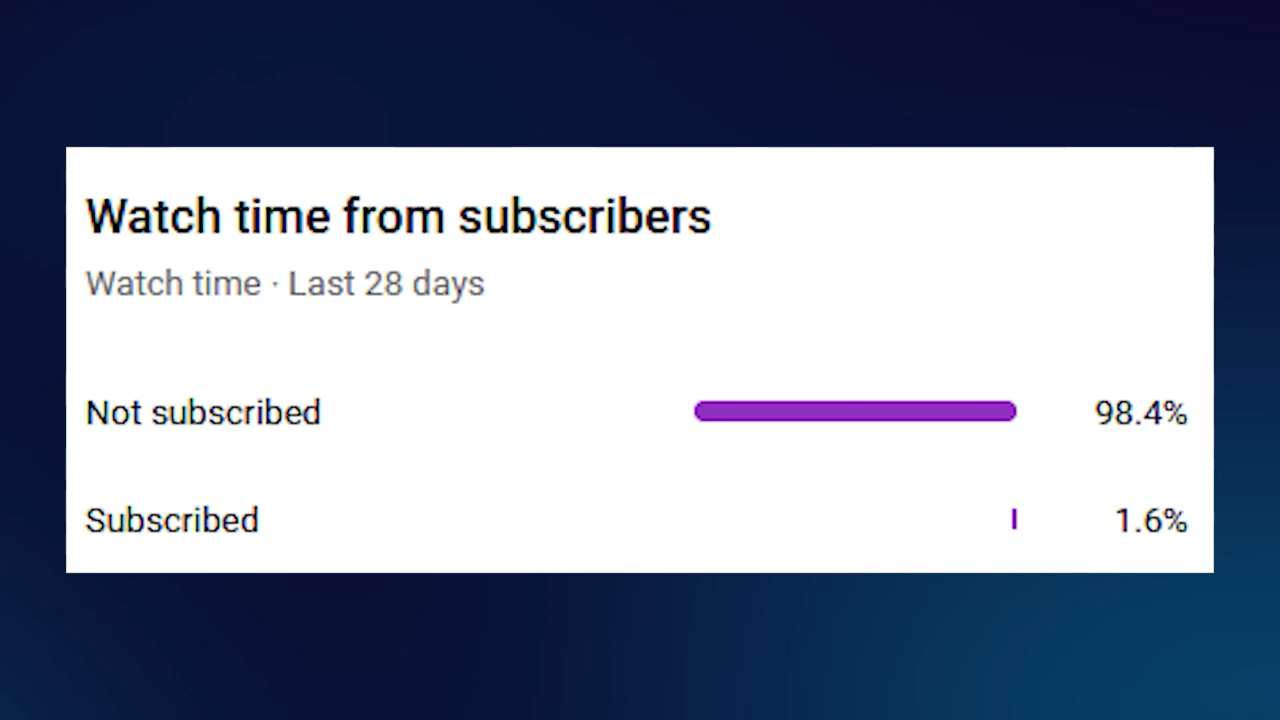 Watch time from subscribers
Watch time · Last 28 days
Not subscribed 98.4%
Subscribed 1.6%